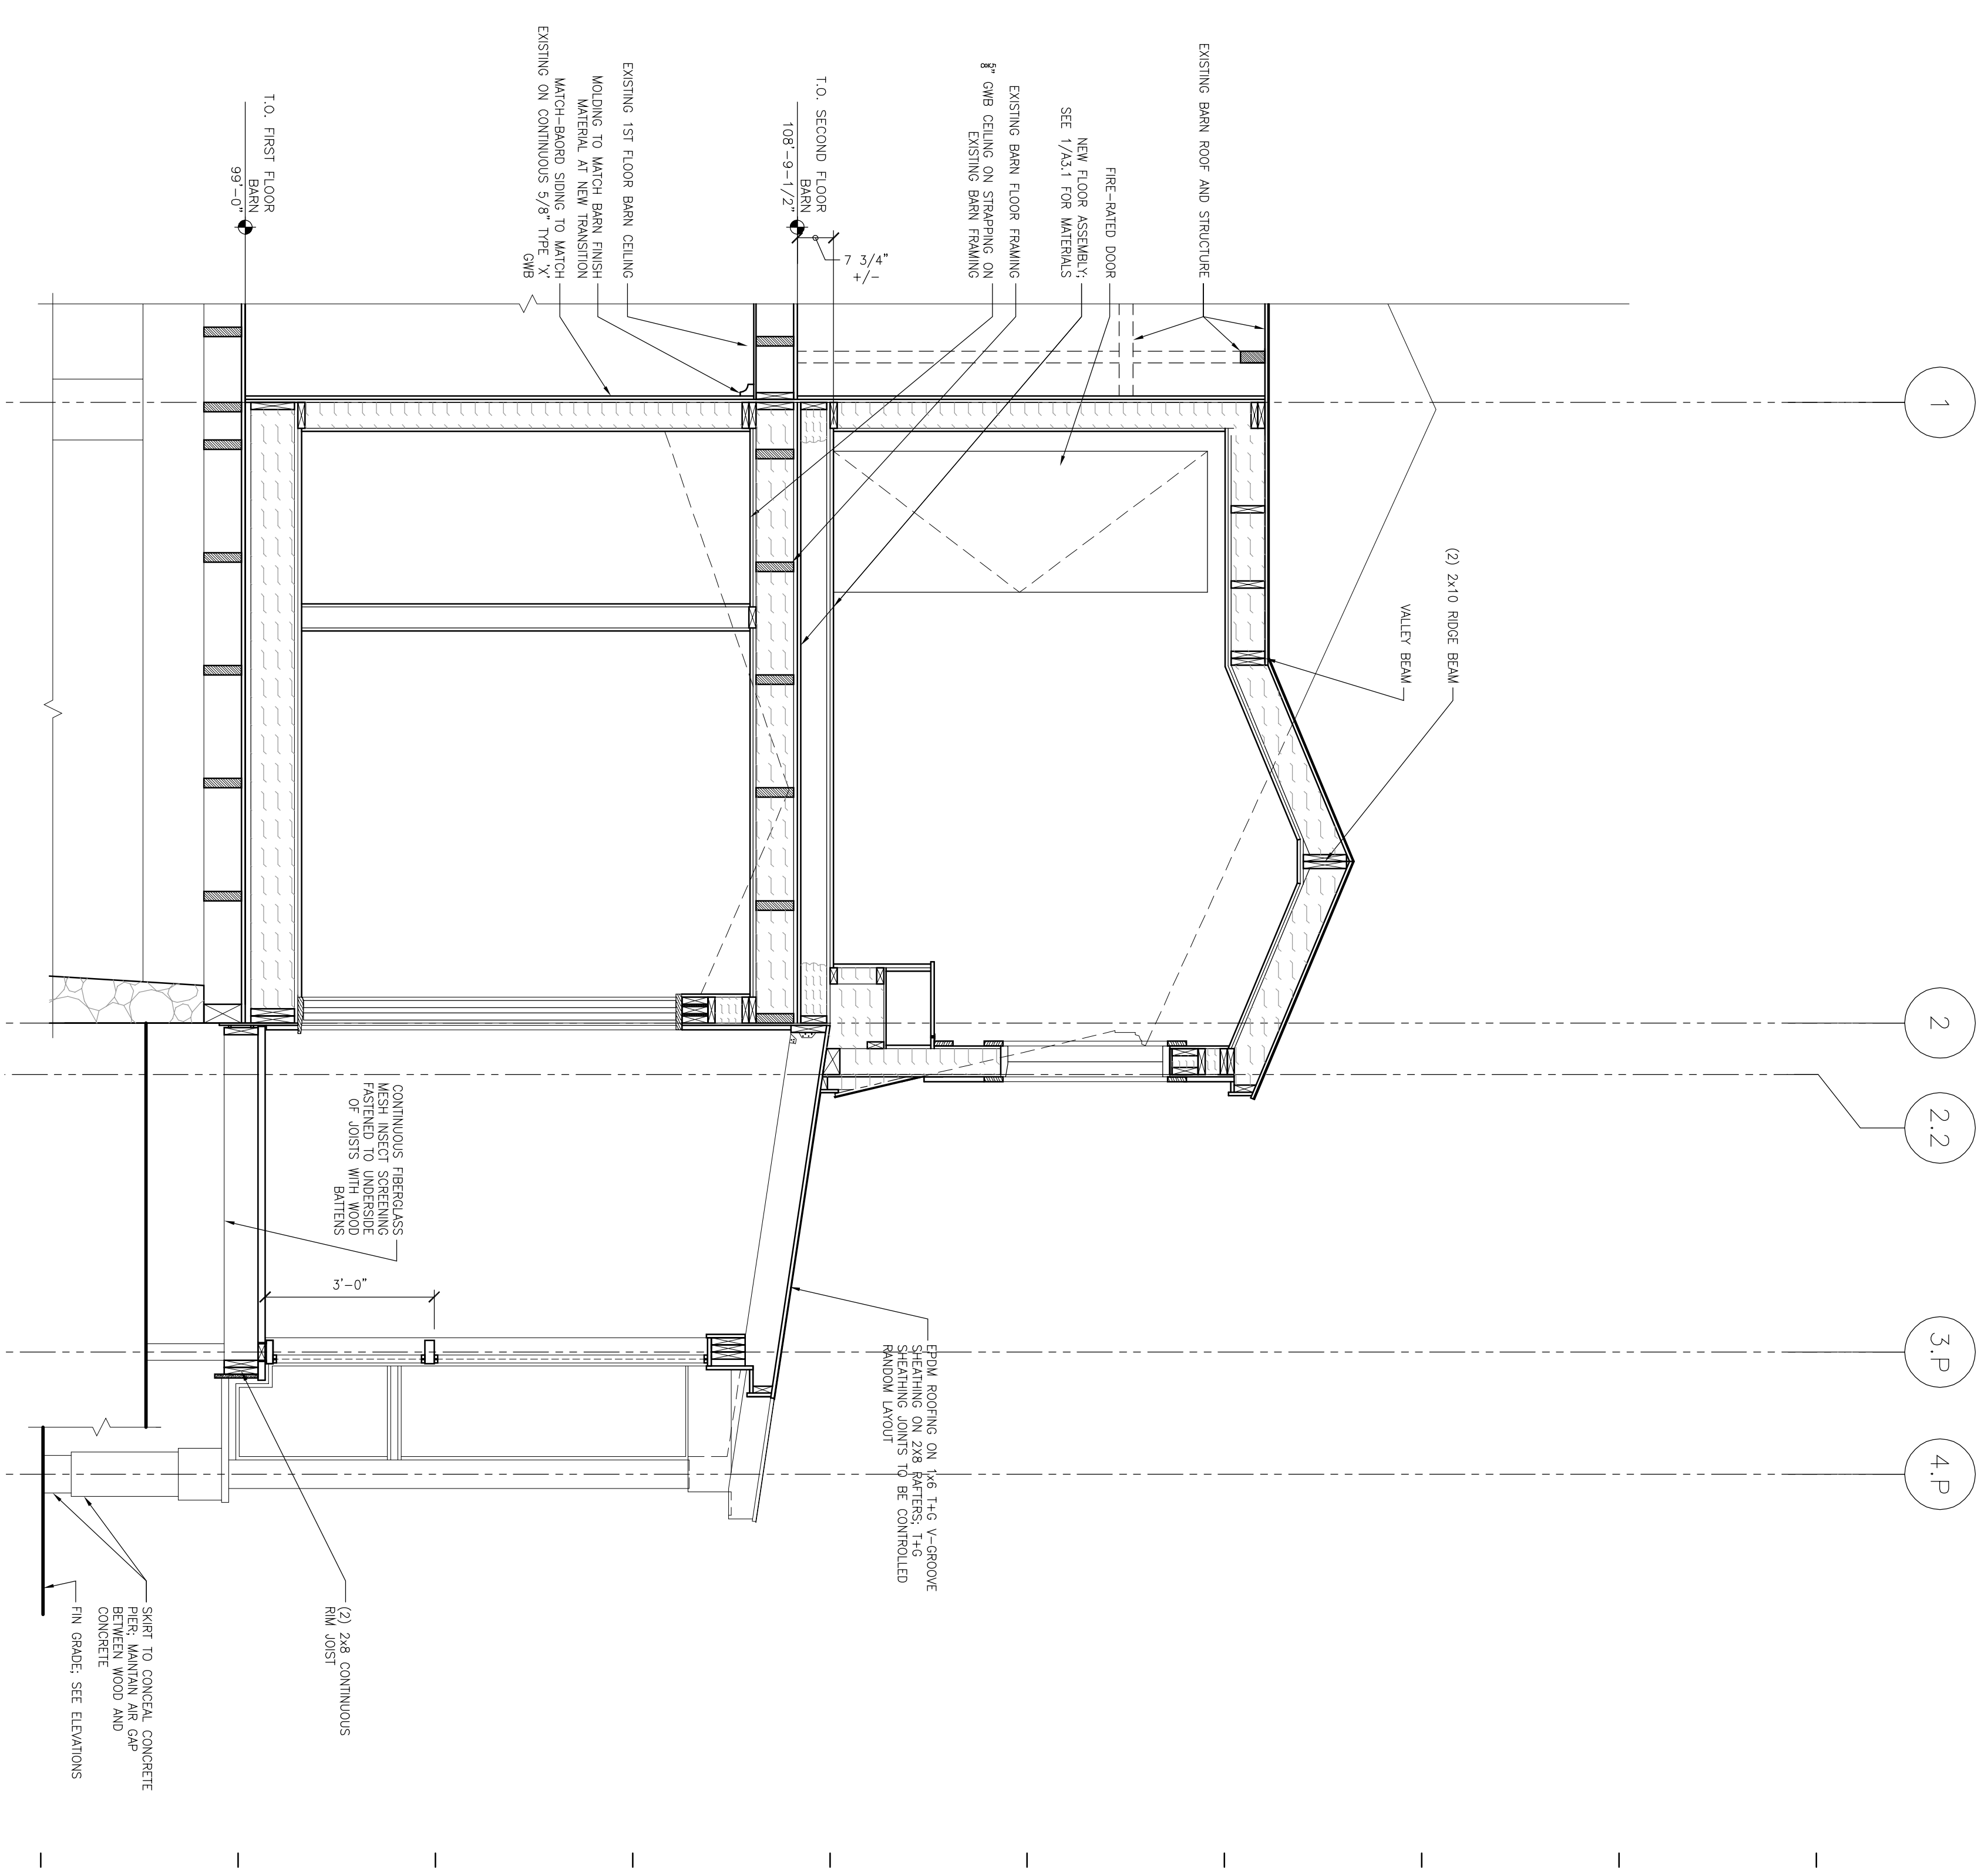 1
2
2.2
3.P
4.P
(2) 2x10 RIDGE BEAM
VALLEY BEAM
EXISTING BARN ROOF AND STRUCTURE
FIRE-RATED DOOR
NEW FLOOR ASSEMBLY;
SEE 1/A3.1 FOR MATERIALS
EXISTING BARN FLOOR FRAMING
5/8" GWB CEILING ON STRAPPING ON
EXISTING BARN FRAMING
7 3/4"
+/-
T.O. SECOND FLOOR
BARN
108'-9-1/2"
EXISTING 1ST FLOOR BARN CEILING
MOLDING TO MATCH BARN FINISH
MATERIAL AT NEW TRANSITION
MATCH-BAORD SIDING TO MATCH
EXISTING ON CONTINUOUS 5/8" TYPE 'X'
GWB
T.O. FIRST FLOOR
BARN
99'-0"
EPDM ROOFING ON 1x6 T+G V-GROOVE
SHEATHING ON 2X8 RAFTERS; T+G
SHEATHING JOINTS TO BE CONTROLLED
RANDOM LAYOUT
CONTINUOUS FIBERGLASS
MESH INSECT SCREENING
FASTENED TO UNDERSIDE
OF JOISTS WITH WOOD
BATTENS
3'-0"
(2) 2x8 CONTINUOUS
RIM JOIST
SKIRT TO CONCEAL CONCRETE
PIER; MAINTAIN AIR GAP
BETWEEN WOOD AND
CONCRETE
FIN GRADE; SEE ELEVATIONS